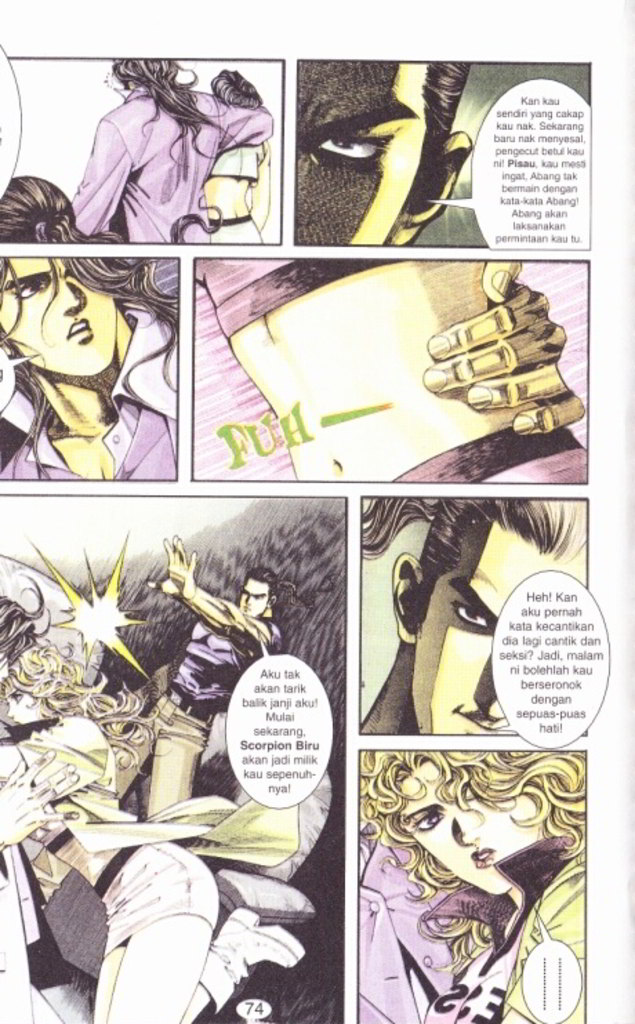 Kan kau
sendiri yang cakap
kau nak. Sekarang
baru nak menyesal,
pengecut betul kau
ni! Pisau, kau mesti
ingat, Abang tak
bermain dengan
kata-kata Abang!
Abang akan
laksanakan
permintaan kau tu.
FUH
Aku tak
akan tarik
balik janji aku!
Mulai
sekarang,
Scorpion Biru
akan jadi milik
kau sepenuh-
nya!
Heh! Kan
aku pernah
kata kecantikan
dia lagi cantik dan
seksi? Jadi, malam
ni bolehlah kau
berseronok
dengan
sepuas-puas
hati!
74